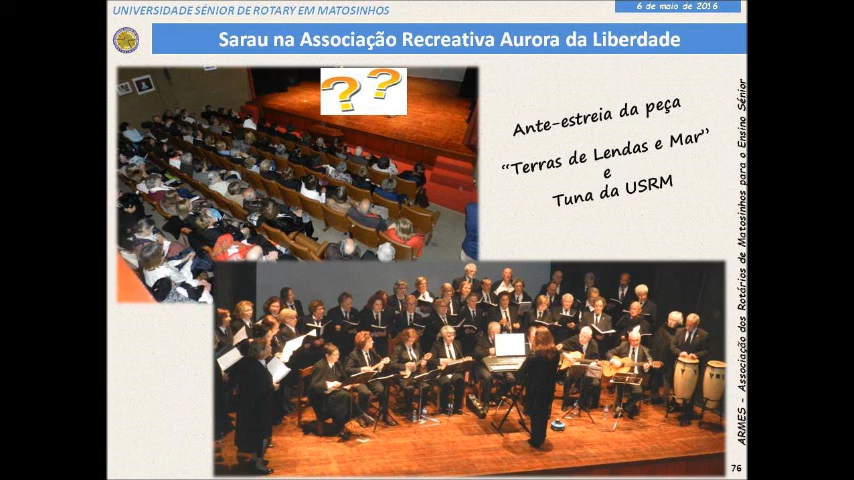 UNIVERSIDADE SÉNIOR DE ROTARY EM MATOSINHOS
6 de maio de 2016
Sarau na Associação Recreativa Aurora da Liberdade
??
Ante-estreia da peça
“Terras de Lendas e Mar”
e
Tuna da USRM
ARMES - Associação dos Rotários de Matosinhos para o Ensino Sénior
76